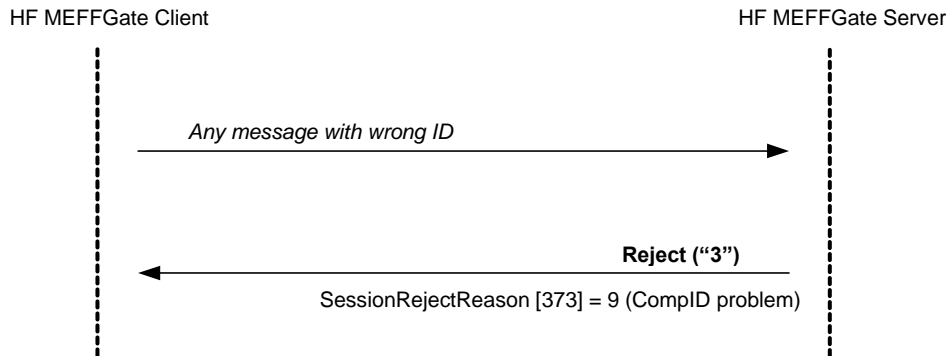 HF MEFFGate Client
HF MEFFGate Server
Any message with wrong ID
Reject (“3”)
SessionRejectReason [373] = 9 (CompID problem)